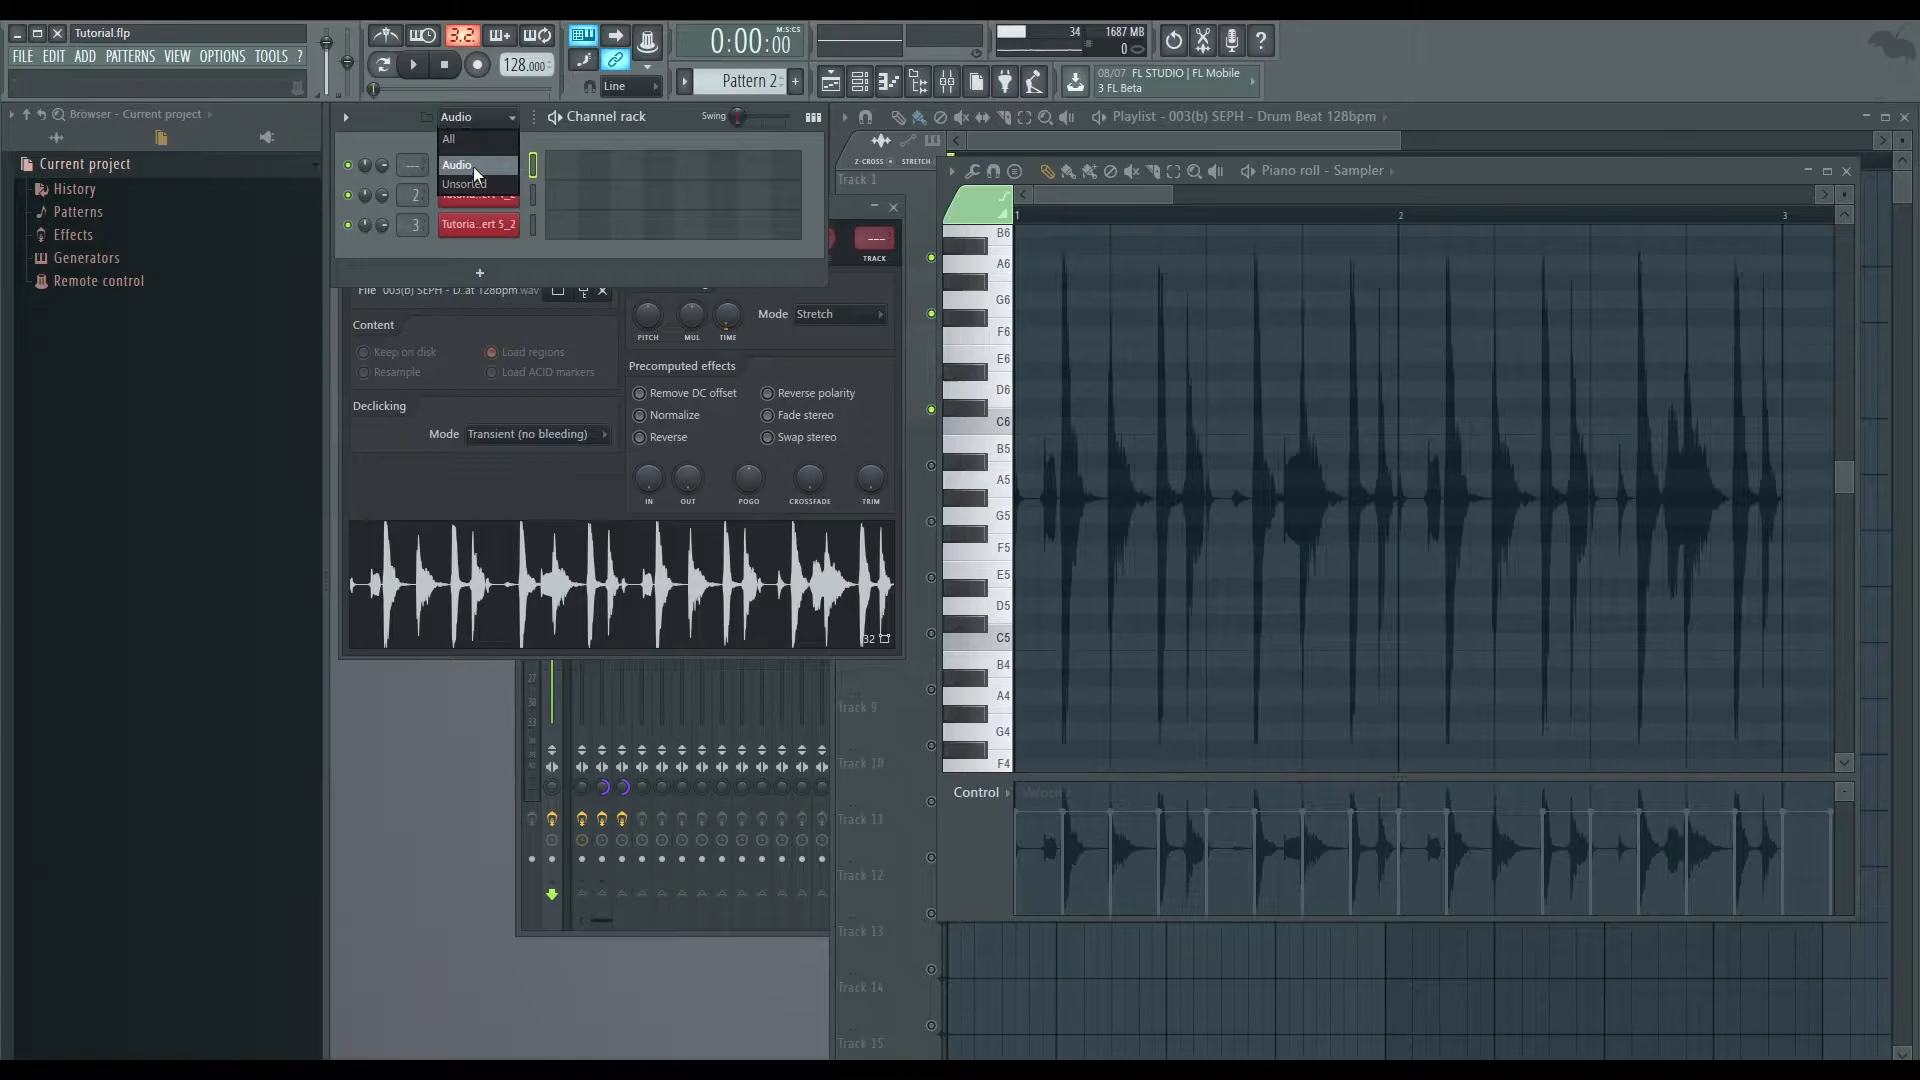 Tutorial.flp
FILE EDIT ADD PATTERNS VIEW OPTIONS TOOLS ?
3.2.
128.000
0:00:00
M:S:CS
Line
Pattern 2
+
34
1687 MB
0
08/07 FL STUDIO | FL Mobile
3 FL Beta
Browser - Current project
Current project
History
Patterns
Effects
Generators
Remote control
Audio
All
Audio
Unsorted
Channel rack
Swing
---
2
3
Tutoria..ert 5_2
+
TRACK
---
File 003(b) SEPH - D..at 128bpm.wav
Content
Keep on disk
Load regions
Resample
Load ACID markers
Declicking
Mode Transient (no bleeding)
PITCH MUL TIME
Mode Stretch
Precomputed effects
Remove DC offset
Reverse polarity
Normalize
Fade stereo
Reverse
Swap stereo
IN OUT POGO CROSSFADE TRIM
32
27
30
33
Playlist - 003(b) SEPH - Drum Beat 128bpm
Z-CROSS STRETCH
Track 1
Track 9
Track 10
Track 11
Track 12
Track 13
Track 14
Track 15
Piano roll - Sampler
1 2 3
B6
A6
G6
F6
E6
D6
C6
B5
A5
G5
F5
E5
D5
C5
B4
A4
G4
F4
Control
Velocity